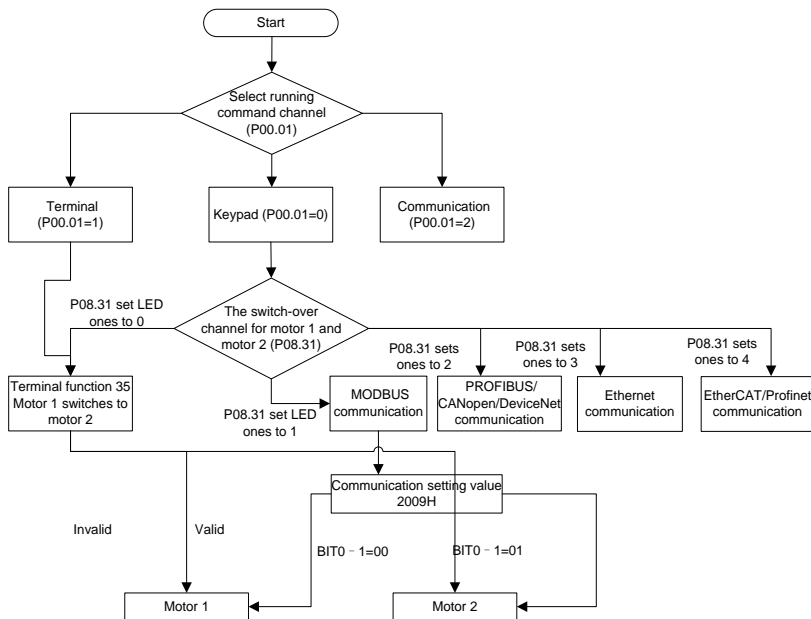 Start
Select running
command channel
(P00.01)
Terminal
(P00.01=1)
Keypad (P00.01=0)
Communication
(P00.01=2)
P08.31 set LED
ones to 0
The switch-over
channel for motor 1 and
motor 2 (P08.31)
P08.31 sets
ones to 2
P08.31 sets
ones to 3
P08.31 sets
ones to 4
Terminal function 35
Motor 1 switches to
motor 2
P08.31 set LED
ones to 1
MODBUS
communication
PROFIBUS/
CANopen/DeviceNet
communication
Ethernet
communication
EtherCAT/Profinet
communication
Communication setting value
2009H
Invalid
Valid
BIT0﹣1=00
BIT0﹣1=01
Motor 1
Motor 2